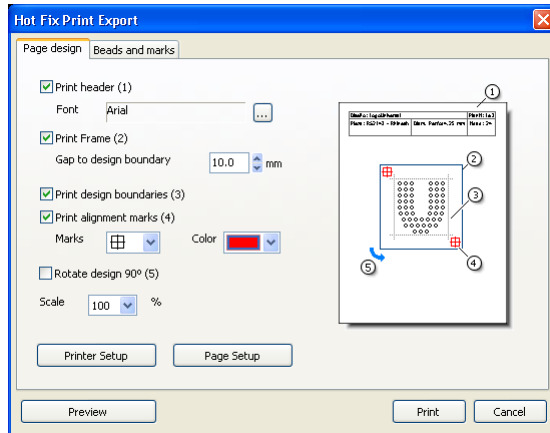 Hot Fix Print Export
Page design
Beads and marks
Print header (1)
Font
Arial
...
Print Frame (2)
Gap to design boundary
10.0
mm
Print design boundaries (3)
Print alignment marks (4)
Marks
Color
Rotate design 90º (5)
Scale
100
%
Printer Setup
Page Setup
Preview
Print
Cancel
1
2
3
4
5